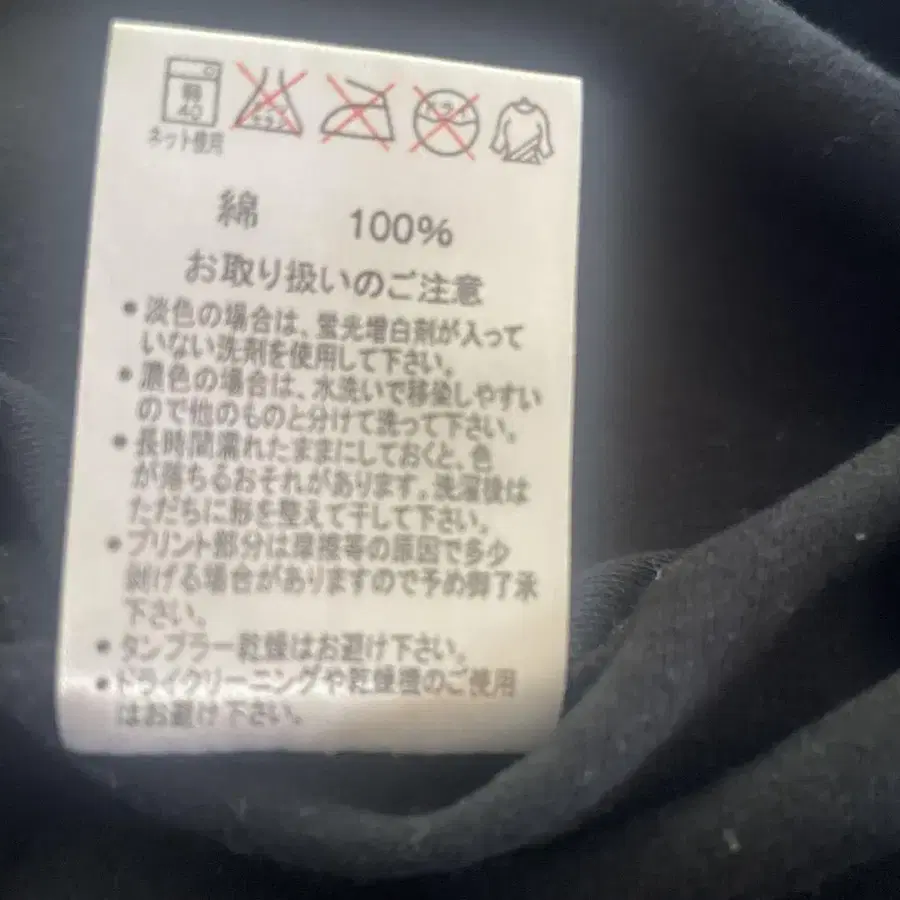 40
ネット使用
ドライ
綿 100%
お取り扱いのご注意
• 淡色の場合は、蛍光増白剤が入って
いない洗剤を使用して下さい。
• 濃色の場合は、水洗いで移染しやすい
ので他のものと分けて洗って下さい。
• 長時間濡れたままにしておくと、色
が落ちるおそれがあります。洗濯後は
ただちに形を整えて干して下さい。
• プリント部分は摩擦等の原因で多少
剥げる場合がありますので予め御了承
下さい。
• タンブラー乾燥はお避け下さい。
• ドライクリーニングや乾燥機のご使用
はお避け下さい。